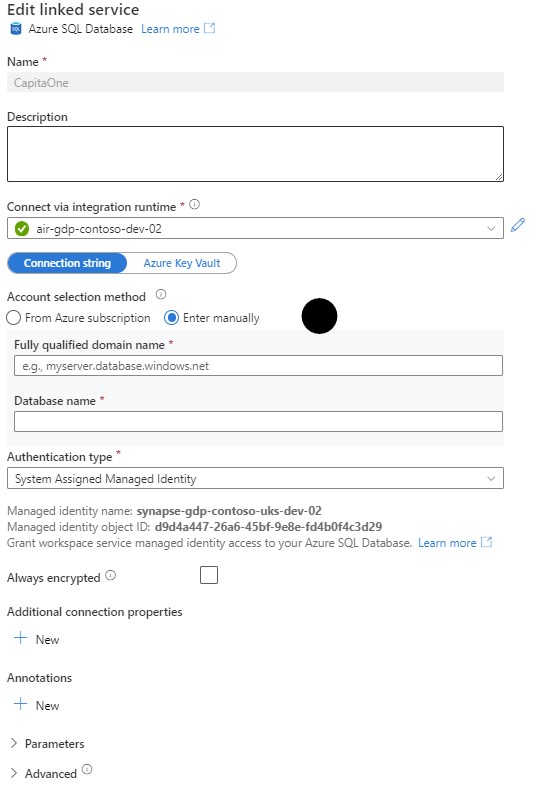 Edit linked service
Azure SQL Database Learn more
Name *
CapitaOne
Description
Connect via integration runtime *
air-gdp-contoso-dev-02
Connection string Azure Key Vault
Account selection method
From Azure subscription Enter manually
Fully qualified domain name *
e.g., myserver.database.windows.net
Database name *
Authentication type *
System Assigned Managed Identity
Managed identity name: synapse-gdp-contoso-uks-dev-02
Managed identity object ID: d9d4a447-26a6-45bf-9e8e-fd4b0f4c3d29
Grant workspace service managed identity access to your Azure SQL Database. Learn more
Always encrypted
Additional connection properties
New
Annotations
New
Parameters
Advanced